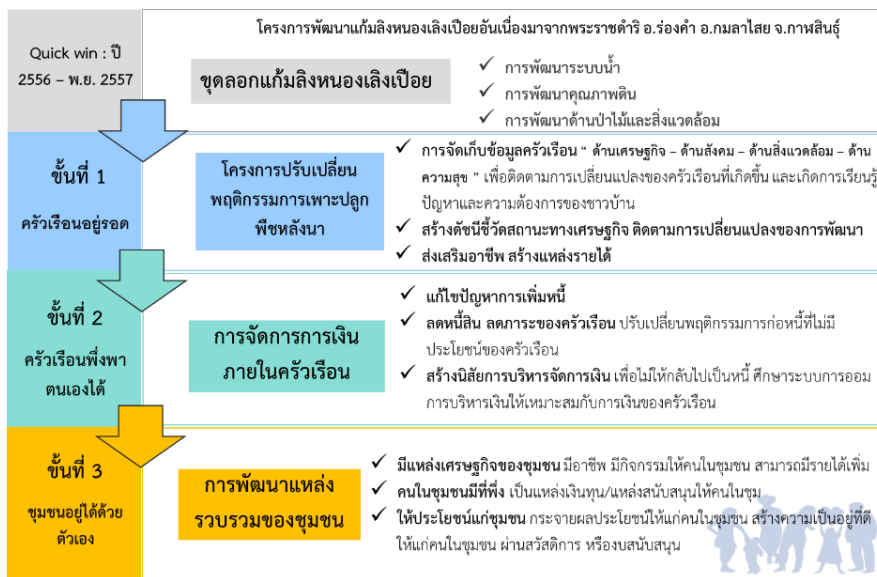 โครงการพัฒนาแก้มลิงหนองเลิงเปือยอันเนื่องมาจากพระราชดำริ อ.ร่องคำ อ.กมลาไสย จ.กาฬสินธุ์
Quick win : ปี
2556 – พ.ย. 2557
ขุดลอกแก้มลิงหนองเลิงเปือย
✓ การพัฒนาระบบน้ำ
✓ การพัฒนาคุณภาพดิน
✓ การพัฒนาด้านป่าไม้และสิ่งแวดล้อม
ขั้นที่ 1
ครัวเรือนอยู่รอด
โครงการปรับเปลี่ยน
พฤติกรรมการเพาะปลูก
พืชหลังนา
✓ การจัดเก็บข้อมูลครัวเรือน “ ด้านเศรษฐกิจ – ด้านสังคม – ด้านสิ่งแวดล้อม – ด้าน
ความสุข ” เพื่อติดตามการเปลี่ยนแปลงของครัวเรือนที่เกิดขึ้น และเกิดการเรียนรู้
ปัญหาและความต้องการของชาวบ้าน
✓ สร้างดัชนีชี้วัดสถานะทางเศรษฐกิจ ติดตามการเปลี่ยนแปลงของการพัฒนา
✓ ส่งเสริมอาชีพ สร้างแหล่งรายได้
ขั้นที่ 2
ครัวเรือนพึ่งพา
ตนเองได้
การจัดการการเงิน
ภายในครัวเรือน
✓ แก้ไขปัญหาการเพิ่มหนี้
✓ ลดหนี้สิน ลดภาระของครัวเรือน ปรับเปลี่ยนพฤติกรรมการก่อหนี้ที่ไม่มี
ประโยชน์ของครัวเรือน
✓ สร้างนิสัยการบริหารจัดการเงิน เพื่อไม่ให้กลับไปเป็นหนี้ ศึกษาระบบการออม
การบริหารเงินให้เหมาะสมกับการเงินของครัวเรือน
ขั้นที่ 3
ชุมชนอยู่ได้ด้วย
ตัวเอง
การพัฒนาแหล่ง
รวบรวมของชุมชน
✓ มีแหล่งเศรษฐกิจของชุมชน มีอาชีพ มีกิจกรรมให้คนในชุมชน สามารถมีรายได้เพิ่ม
✓ คนในชุมชนมีที่พึ่ง เป็นแหล่งเงินทุน/แหล่งสนับสนุนให้คนในชุม
✓ ให้ประโยชน์แก่ชุมชน กระจายผลประโยชน์ให้แก่คนในชุมชน สร้างความเป็นอยู่ที่ดี
ให้แก่คนในชุมชน ผ่านสวัสดิการ หรืองบสนับสนุน